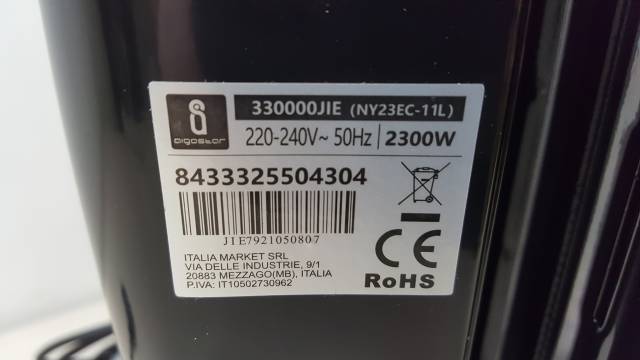 aigostar
330000JIE (NY23EC-11L)
220-240V~ 50Hz 2300W
8433325504304
JIE7921050807
ITALIA MARKET SRL
VIA DELLE INDUSTRIE, 9/1
20883 MEZZAGO(MB), ITALIA
P.IVA: IT10502730962
CE
RoHS